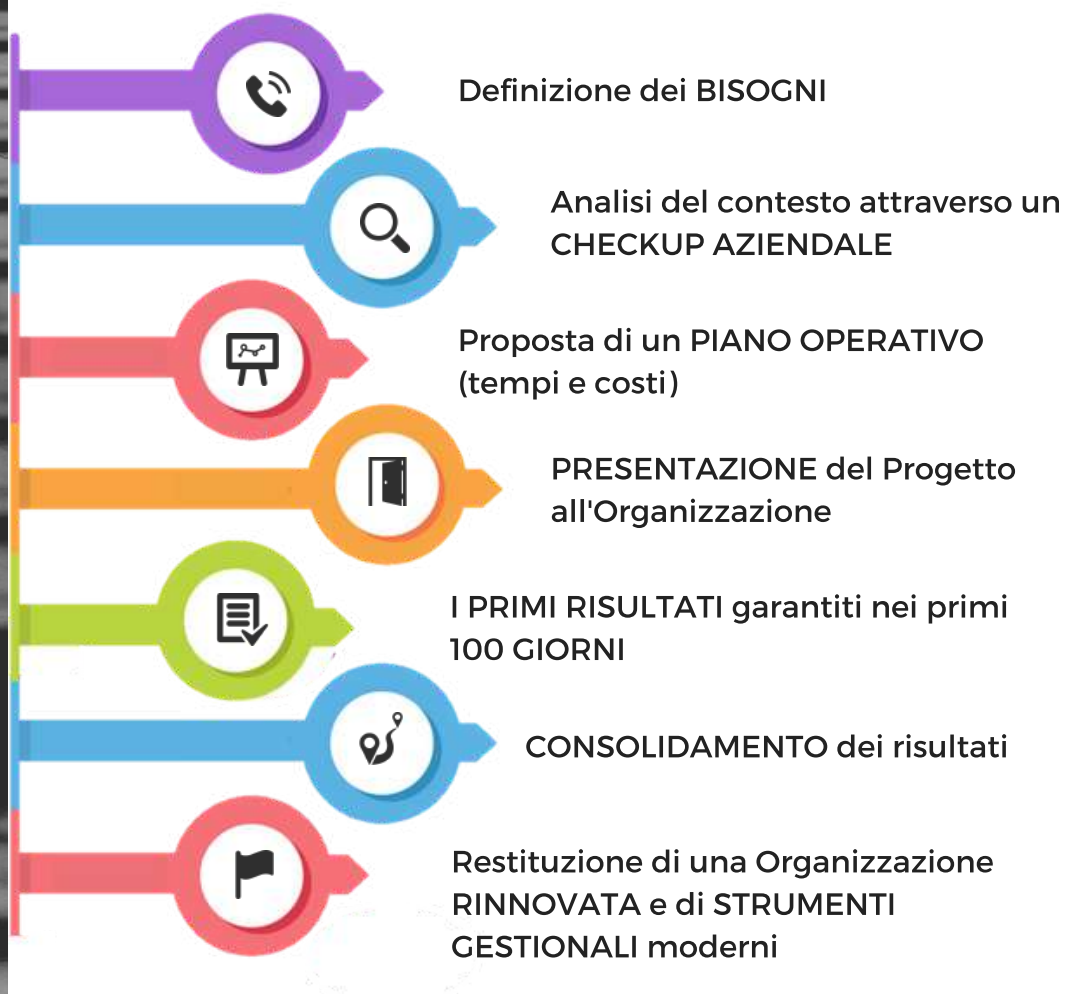 Definizione dei BISOGNI
Analisi del contesto attraverso un
CHECKUP AZIENDALE
Proposta di un PIANO OPERATIVO
(tempi e costi)
PRESENTAZIONE del Progetto
all'Organizzazione
I PRIMI RISULTATI garantiti nei primi
100 GIORNI
CONSOLIDAMENTO dei risultati
Restituzione di una Organizzazione
RINNOVATA e di STRUMENTI
GESTIONALI moderni